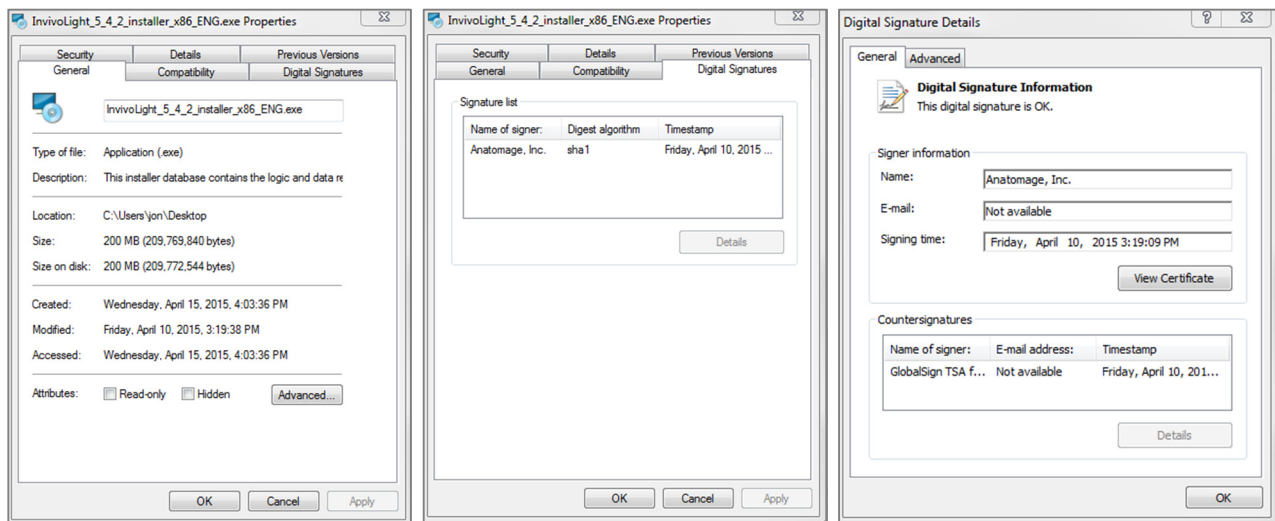 InvivoLight_5_4_2_installer_x86_ENG.exe Properties
Security Details Previous Versions
General Compatibility Digital Signatures
InvivoLight_5_4_2_installer_x86_ENG.exe
Type of file: Application (.exe)
Description: This installer database contains the logic and data re
Location: C:\Users\jon\Desktop
Size: 200 MB (209,769,840 bytes)
Size on disk: 200 MB (209,772,544 bytes)
Created: Wednesday, April 15, 2015, 4:03:36 PM
Modified: Friday, April 10, 2015, 3:19:38 PM
Accessed: Wednesday, April 15, 2015, 4:03:36 PM
Attributes: Read-only Hidden Advanced...
OK Cancel Apply
InvivoLight_5_4_2_installer_x86_ENG.exe Properties
Security Details Previous Versions
General Compatibility Digital Signatures
Signature list
Name of signer: Digest algorithm Timestamp
Anatomage, Inc. sha1 Friday, April 10, 2015 ...
Details
OK Cancel Apply
Digital Signature Details
General Advanced
Digital Signature Information
This digital signature is OK.
Signer information
Name: Anatomage, Inc.
E-mail: Not available
Signing time: Friday, April 10, 2015 3:19:09 PM
View Certificate
Countersignatures
Name of signer: E-mail address: Timestamp
GlobalSign TSA f... Not available Friday, April 10, 201...
Details
OK